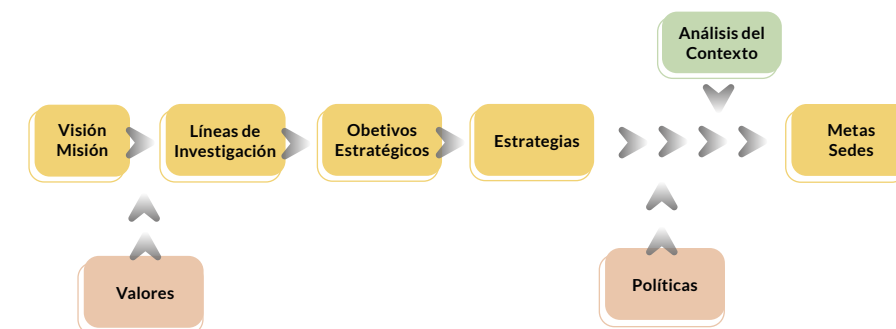 Análisis del
Contexto
Visión
Misión
Líneas de
Investigación
Obetivos
Estratégicos
Estrategias
Metas
Sedes
Valores
Políticas